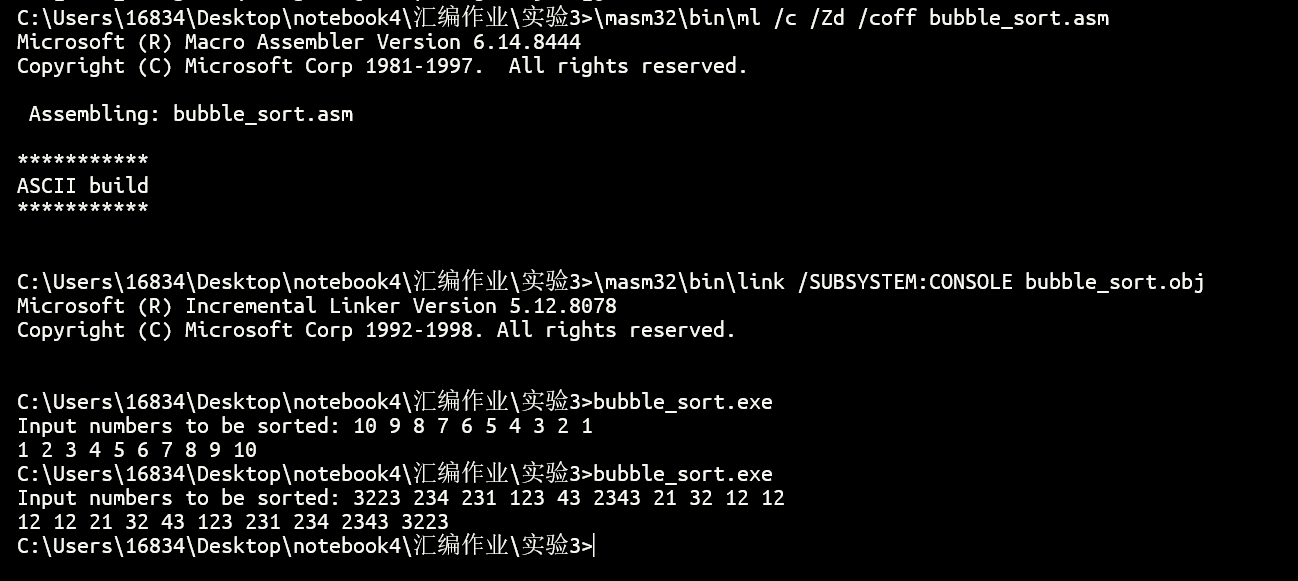 C:\Users\16834\Desktop\notebook4\汇编作业\实验3>\masm32\bin\ml /c /Zd /coff bubble_sort.asm
Microsoft (R) Macro Assembler Version 6.14.8444
Copyright (C) Microsoft Corp 1981-1997.  All rights reserved.
 Assembling: bubble_sort.asm
***********
ASCII build
***********
C:\Users\16834\Desktop\notebook4\汇编作业\实验3>\masm32\bin\link /SUBSYSTEM:CONSOLE bubble_sort.obj
Microsoft (R) Incremental Linker Version 5.12.8078
Copyright (C) Microsoft Corp 1992-1998. All rights reserved.
C:\Users\16834\Desktop\notebook4\汇编作业\实验3>bubble_sort.exe
Input numbers to be sorted: 10 9 8 7 6 5 4 3 2 1
1 2 3 4 5 6 7 8 9 10
C:\Users\16834\Desktop\notebook4\汇编作业\实验3>bubble_sort.exe
Input numbers to be sorted: 3223 234 231 123 43 2343 21 32 12 12
12 12 21 32 43 123 231 234 2343 3223
C:\Users\16834\Desktop\notebook4\汇编作业\实验3>